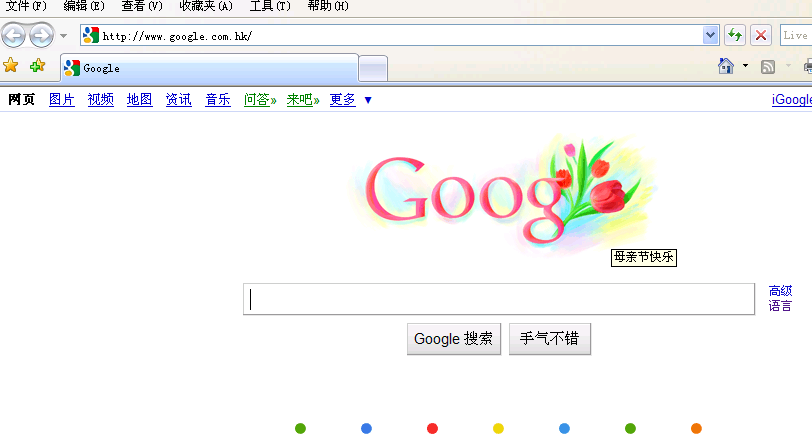 文件(F) 编辑(E) 查看(V) 收藏夹(A) 工具(T) 帮助(H)
http://www.google.com.hk/ Live
Google
网页 图片 视频 地图 资讯 音乐 问答» 来吧» 更多 ▼ iGoogle
Goog
母亲节快乐
高级
语言
Google 搜索 手气不错